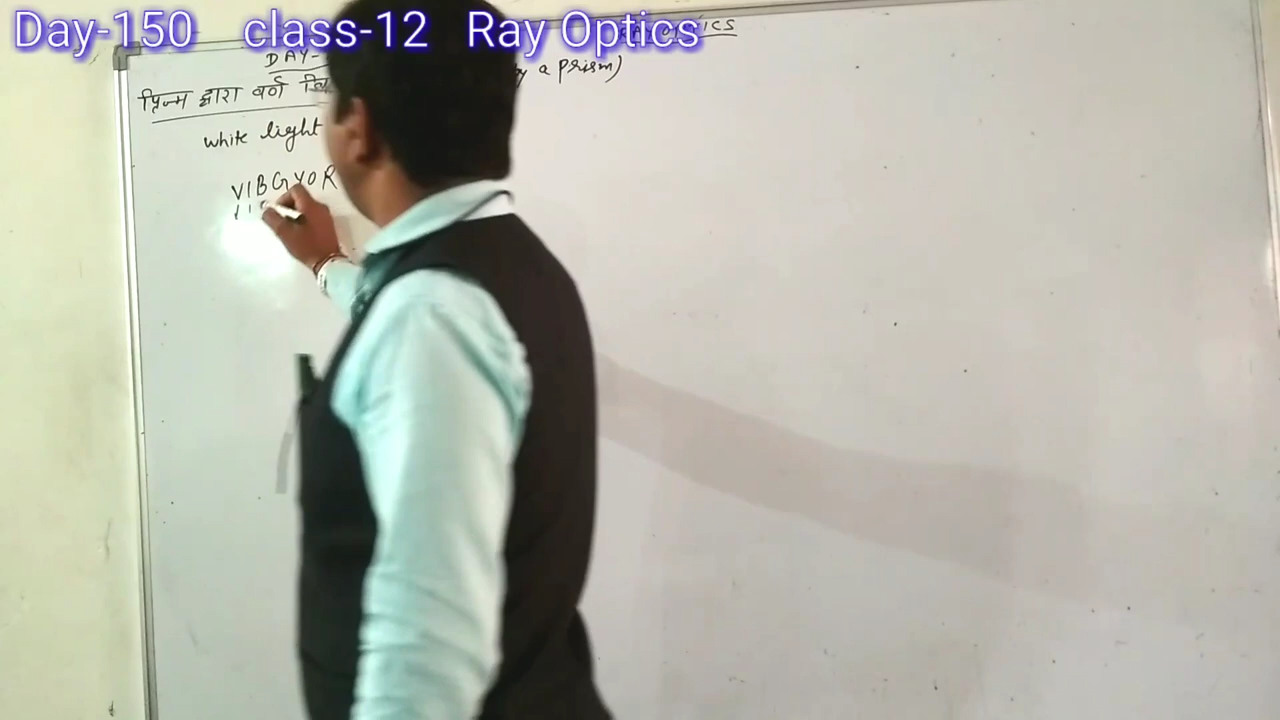 Day-150 class-12 Ray Optics
DAY-
a prism)
प्रिज्म द्वारा वर्ण
white light
VIBGYOR